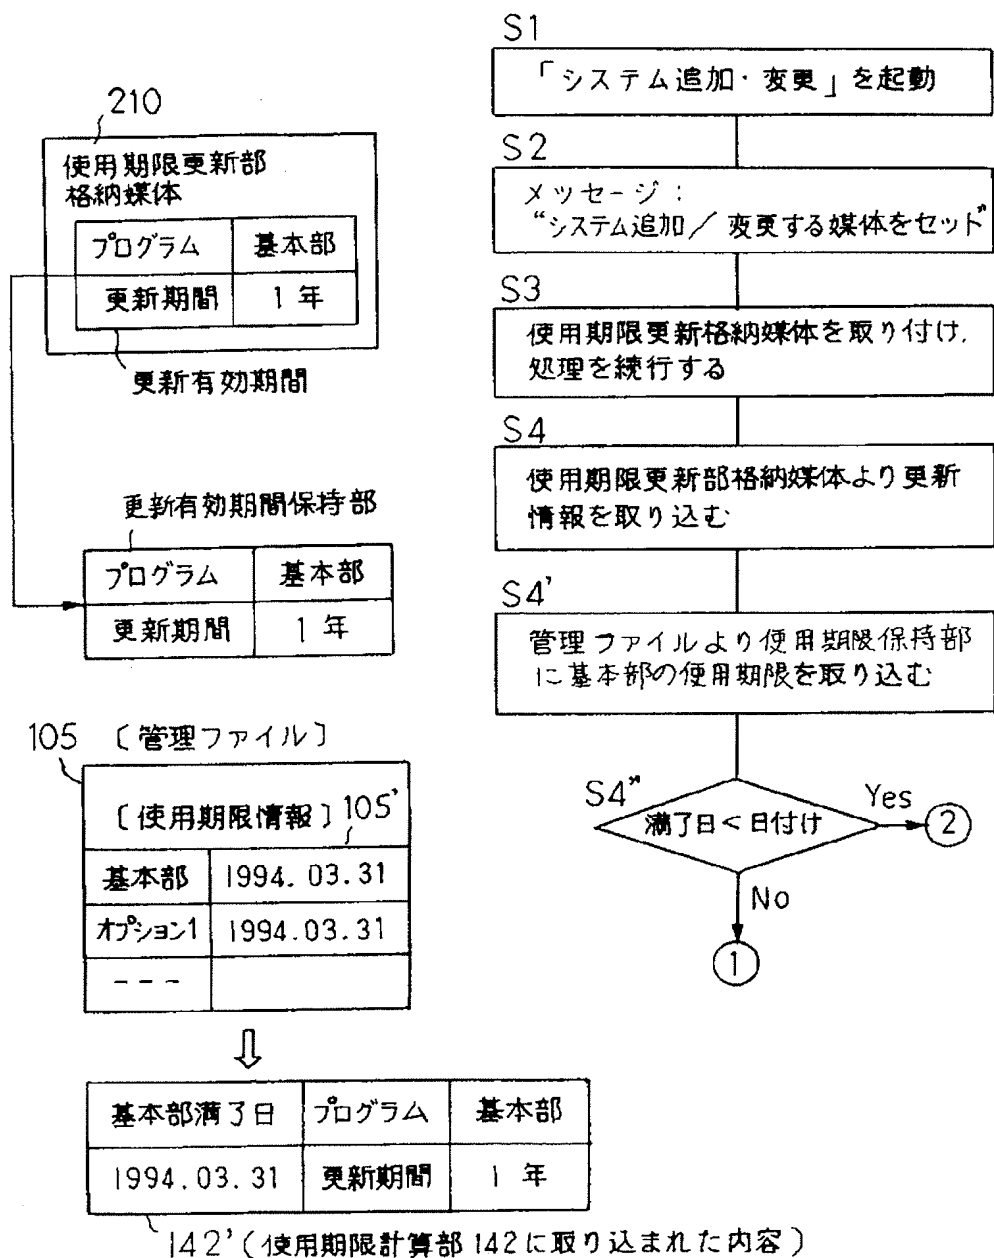 210
使用期限更新部
格納媒体
プログラム 基本部
更新期間 1年
更新有効期間
更新有効期間保持部
プログラム 基本部
更新期間 1年
105 〔管理ファイル〕
〔使用期限情報〕105'
基本部 1994.03.31
オプション1 1994.03.31
---
基本部満了日 プログラム 基本部
1994.03.31 更新期間 1年
142'(使用期限計算部142に取り込まれた内容)
S1
「システム追加・変更」を起動
S2
メッセージ:
“システム追加/変更する媒体をセット”
S3
使用期限更新格納媒体を取り付け,
処理を続行する
S4
使用期限更新部格納媒体より更新
情報を取り込む
S4'
管理ファイルより使用期限保持部
に基本部の使用期限を取り込む
S4"
満了日<日付け
Yes
②
No
①